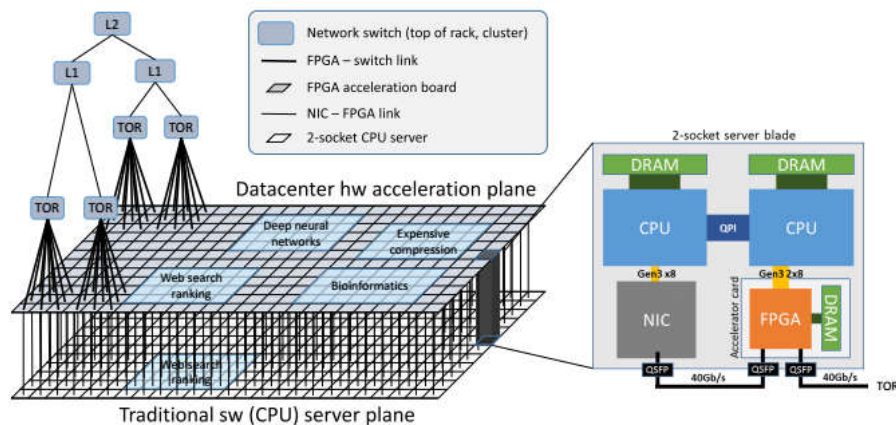 L2
L1
L1
TOR
TOR
TOR
TOR
Network switch (top of rack, cluster)
FPGA – switch link
FPGA acceleration board
NIC – FPGA link
2-socket CPU server
Datacenter hw acceleration plane
Deep neural
networks
Expensive
compression
Web search
ranking
Bioinformatics
Web search
ranking
Traditional sw (CPU) server plane
2-socket server blade
DRAM
DRAM
CPU
QPI
CPU
Gen3 x8
Gen3 2x8
NIC
Accelerator card
FPGA
DRAM
QSFP
QSFP
QSFP
40Gb/s
40Gb/s
TOR